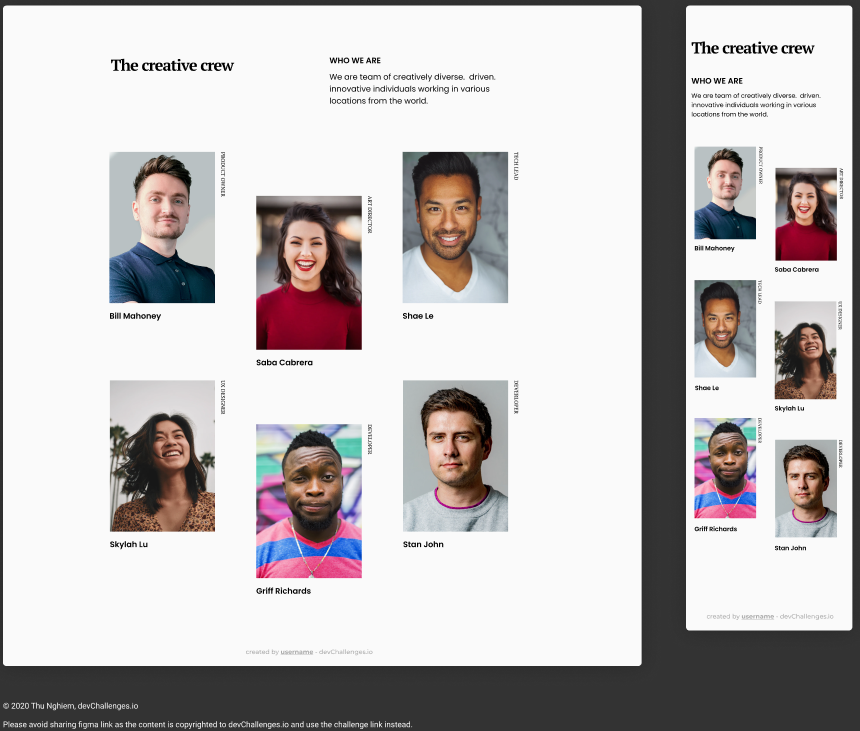 The creative crew
WHO WE ARE
We are team of creatively diverse. driven.
innovative individuals working in various
locations from the world.
PRODUCT OWNER
Bill Mahoney
ART DIRECTOR
Saba Cabrera
TECH LEAD
Shae Le
UX DESIGNER
Skylah Lu
DEVELOPER
Griff Richards
DEVELOPER
Stan John
created by username - devChallenges.io
The creative crew
WHO WE ARE
We are team of creatively diverse. driven.
innovative individuals working in various
locations from the world.
PRODUCT OWNER
Bill Mahoney
ART DIRECTOR
Saba Cabrera
TECH LEAD
Shae Le
UX DESIGNER
Skylah Lu
DEVELOPER
Griff Richards
DEVELOPER
Stan John
created by username - devChallenges.io
© 2020 Thu Nghiem, devChallenges.io
Please avoid sharing figma link as the content is copyrighted to devChallenges.io and use the challenge link instead.